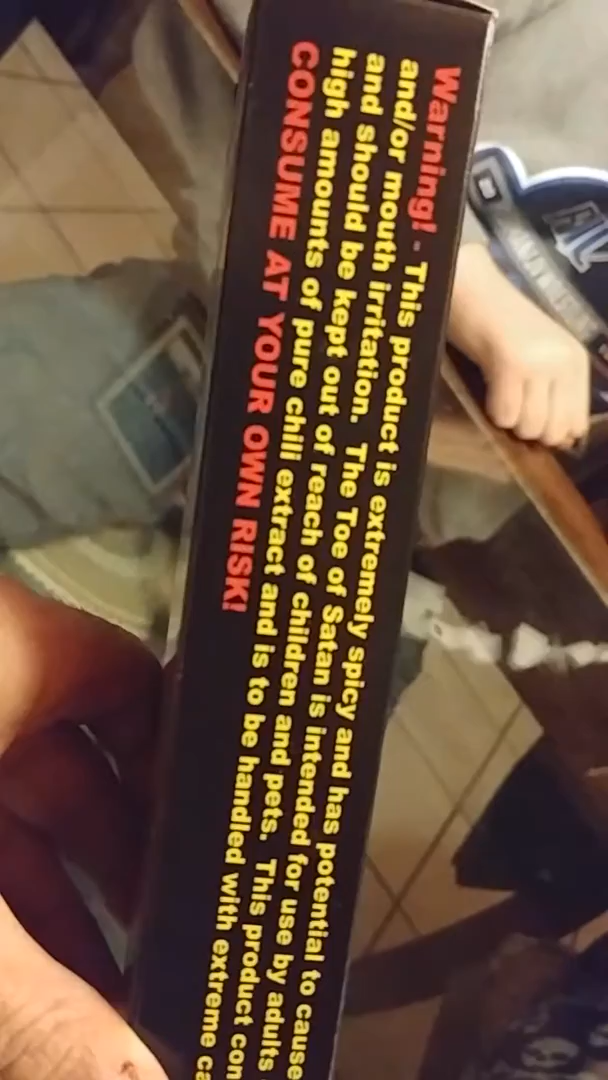 Warning! - This product is extremely spicy and has potential to cause
and/or mouth irritation. The Toe of Satan is intended for use by adults
and should be kept out of reach of children and pets. This product con
high amounts of pure chili extract and is to be handled with extreme ca
CONSUME AT YOUR OWN RISK!